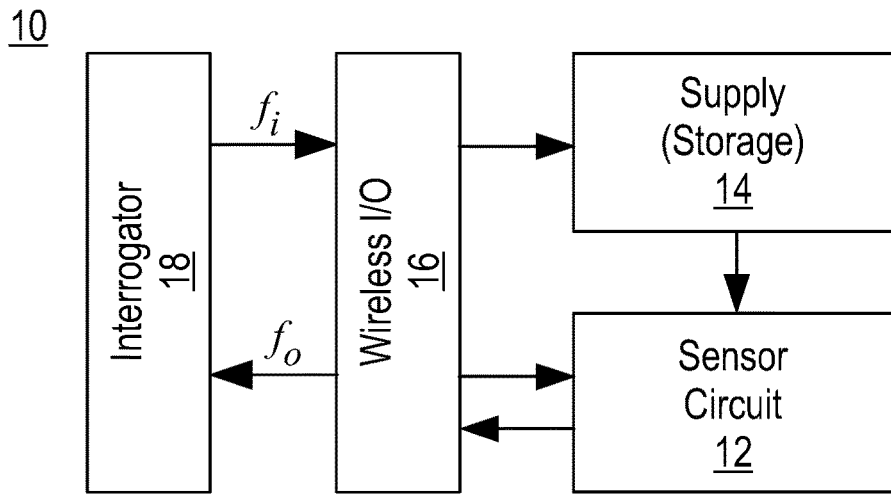 10
Interrogator
18
f_i
f_o
Wireless I/O
16
Supply
(Storage)
14
Sensor
Circuit
12